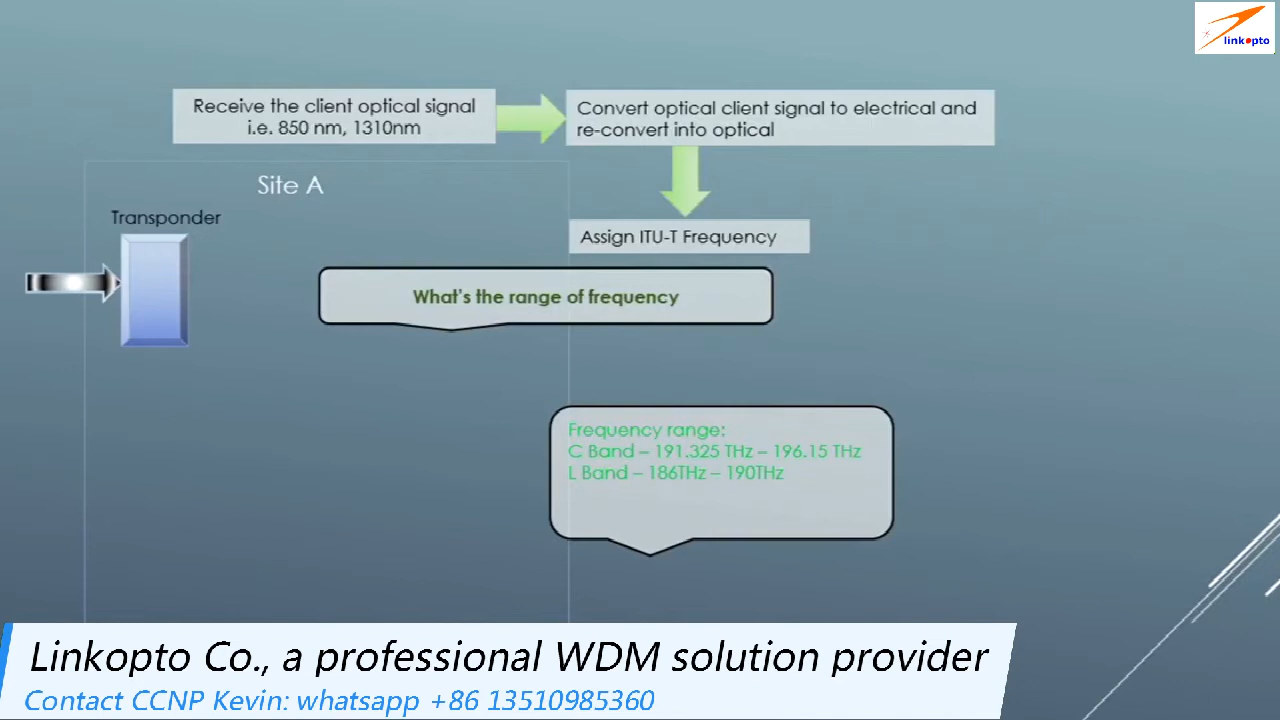 linkopto
Receive the client optical signal
i.e. 850 nm, 1310nm
Convert optical client signal to electrical and
re-convert into optical
Site A
Transponder
Assign ITU-T Frequency
What's the range of frequency
Frequency range:
C Band – 191.325 THz – 196.15 THz
L Band – 186THz – 190THz
Linkopto Co., a professional WDM solution provider
Contact CCNP Kevin: whatsapp +86 13510985360